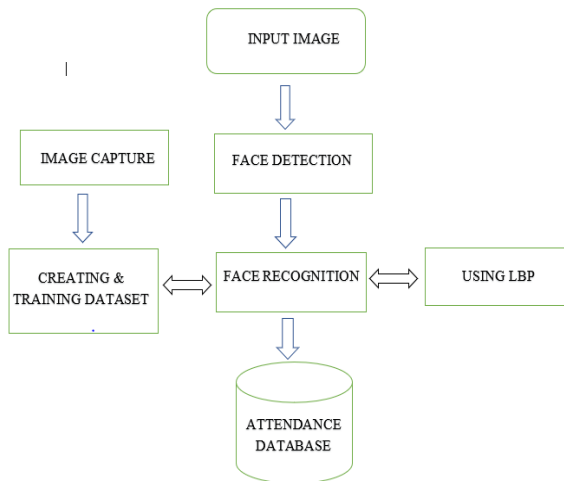 INPUT IMAGE
IMAGE CAPTURE
FACE DETECTION
CREATING &
TRAINING DATASET
FACE RECOGNITION
USING LBP
ATTENDANCE
DATABASE